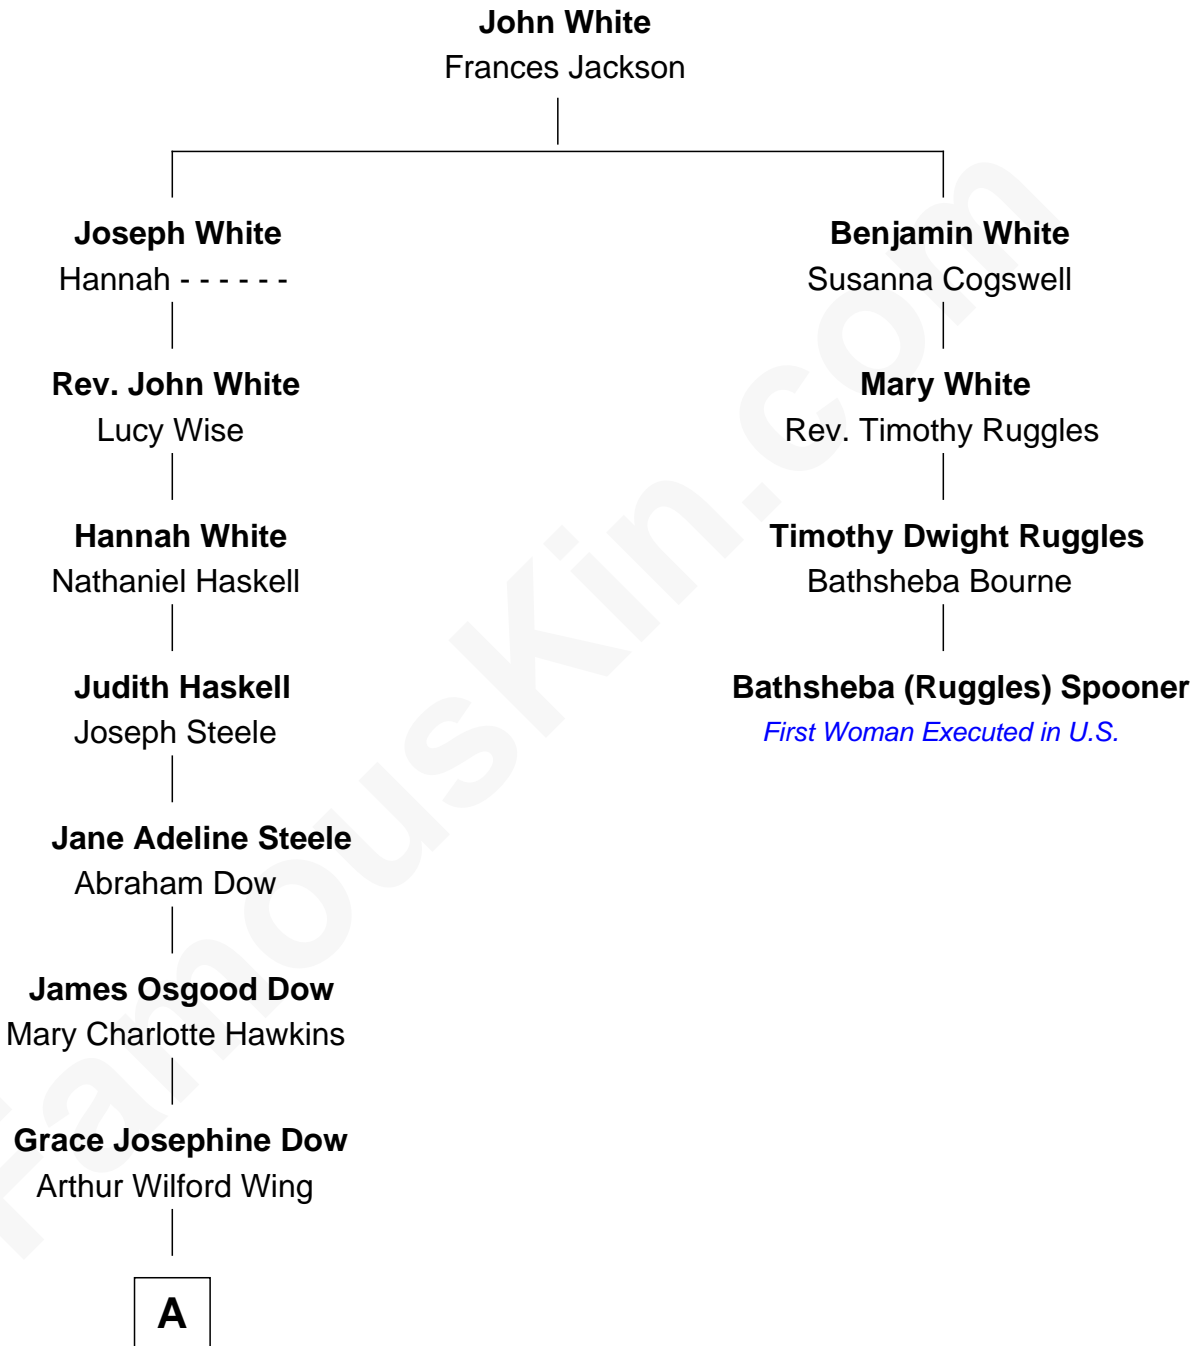 John White
Frances Jackson
Joseph White
Hannah - - - - - -
Benjamin White
Susanna Cogswell
Rev. John White
Lucy Wise
Mary White
Rev. Timothy Ruggles
Hannah White
Nathaniel Haskell
Timothy Dwight Ruggles
Bathsheba Bourne
Judith Haskell
Joseph Steele
Bathsheba (Ruggles) Spooner
First Woman Executed in U.S.
Jane Adeline Steele
Abraham Dow
James Osgood Dow
Mary Charlotte Hawkins
Grace Josephine Dow
Arthur Wilford Wing
A
FamousKin.com